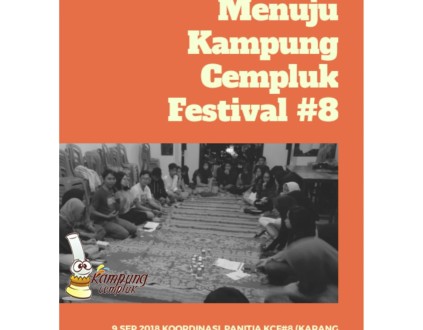 Menuju
Kampung
Cempluk
Festival #8
kampung
cempluk
9 SEP 2018 KOORDINASI PANITIA KCF#8 (KARANG